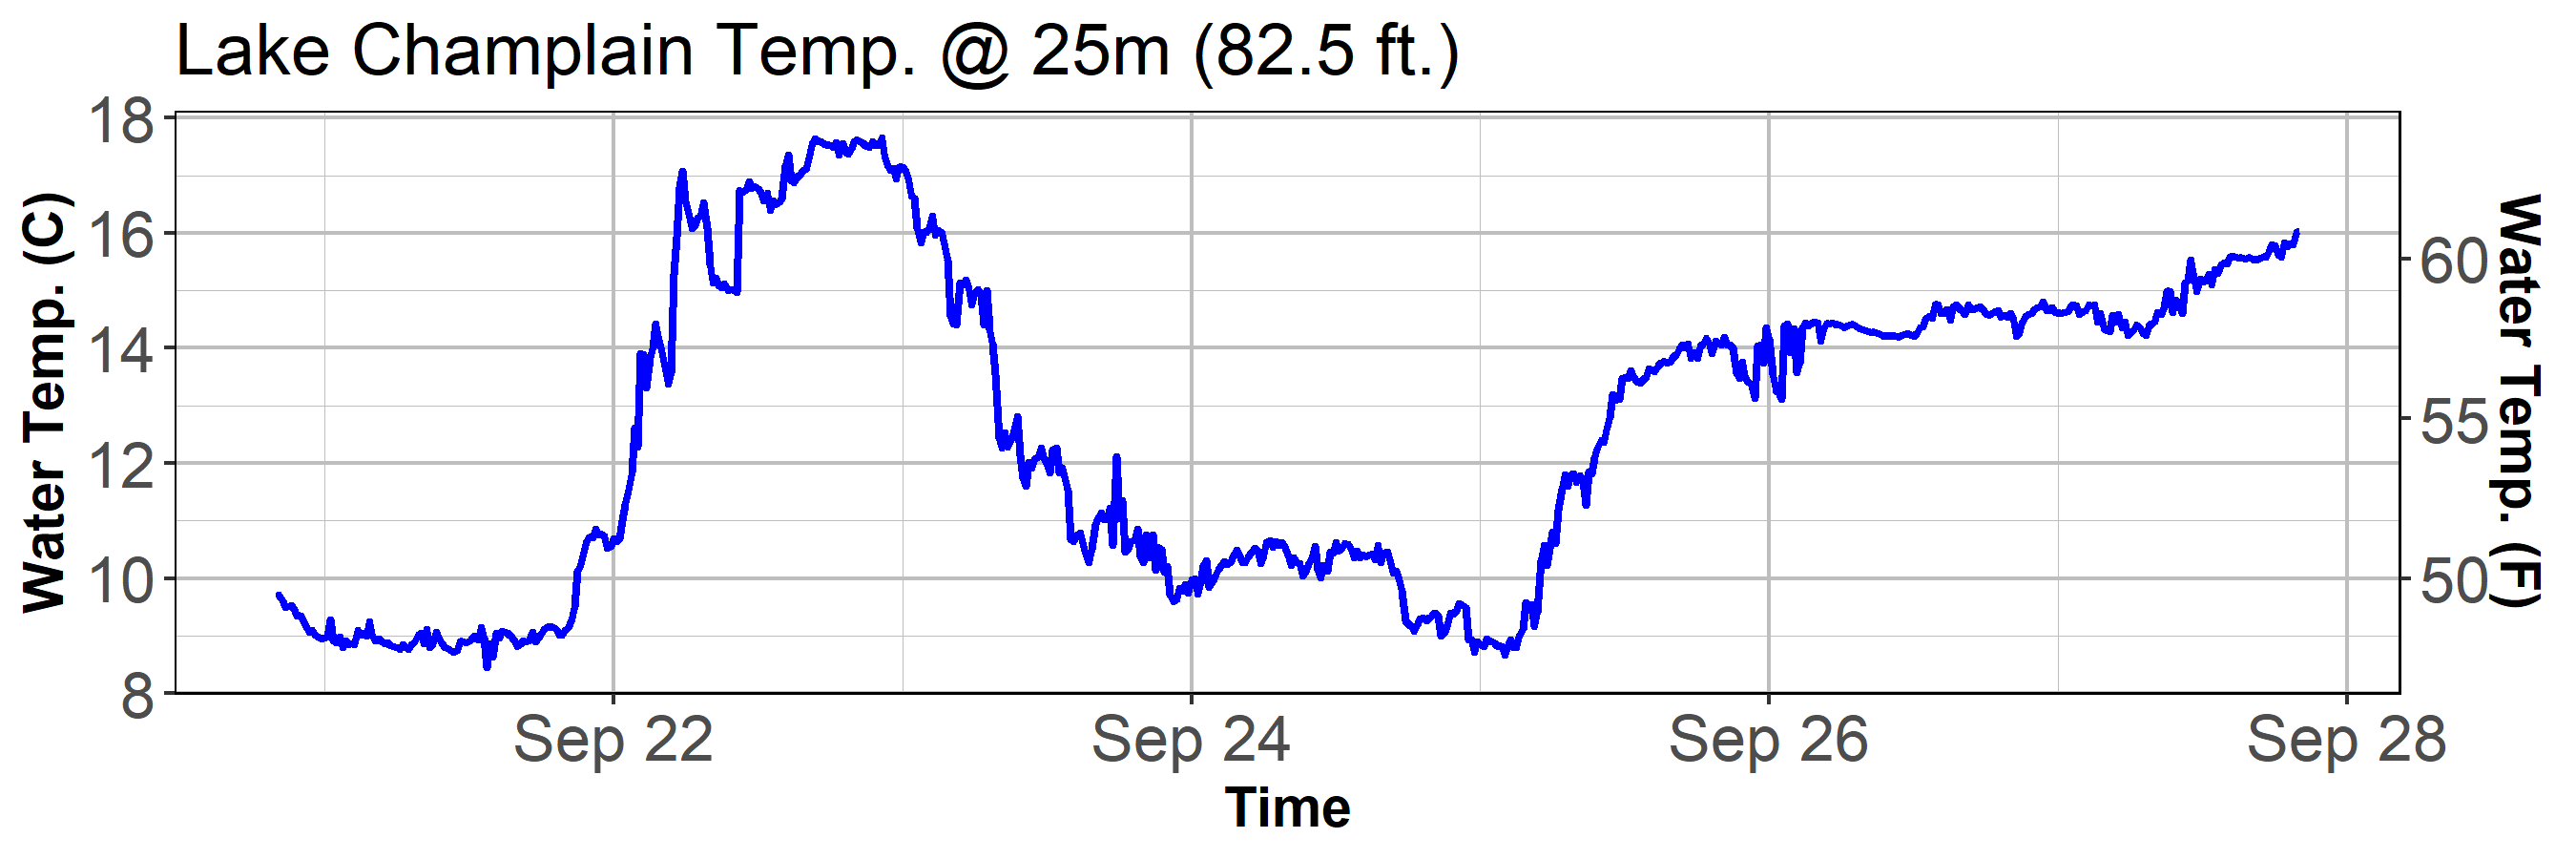 Lake Champlain Temp. @ 25m (82.5 ft.)
Water Temp. (C)
18
16
14
12
10
8
60
55
50
Water Temp. (F)
Sep 22 Sep 24 Sep 26 Sep 28
Time